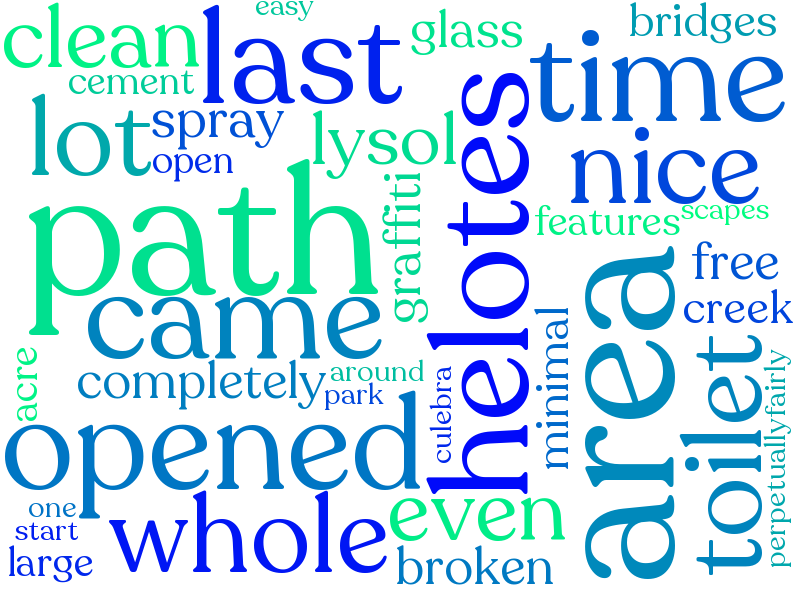 easy
clean
last
glass
bridges
cement
time
lot
spray
open
lysol
nice
helotes
graffiti
features
scapes
path
area
free
creek
came
minimal
acre
completely
around
park
culebra
toilet
perpetually
fairly
opened
even
whole
one
start
large
broken